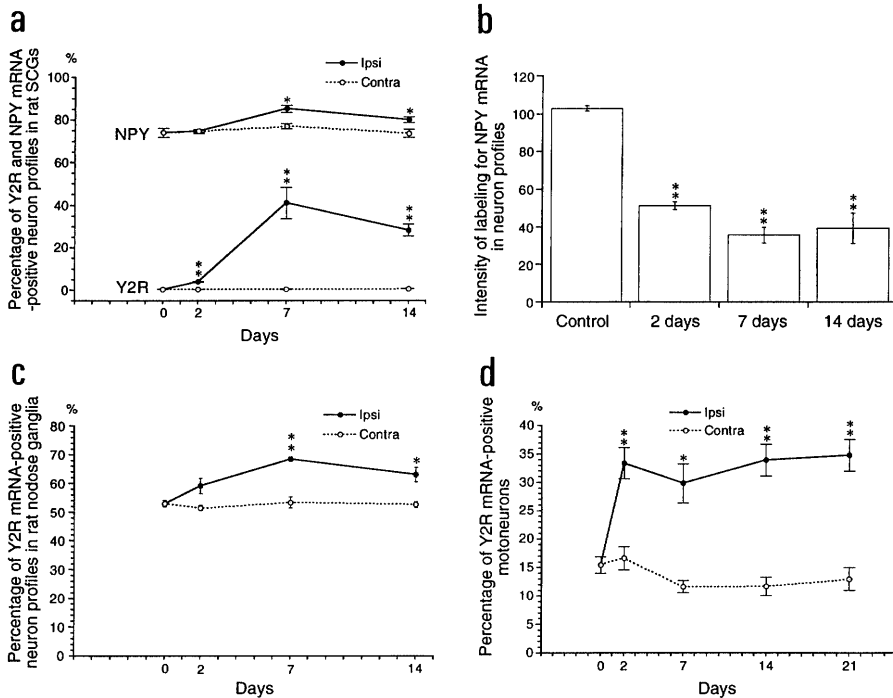 a
Percentage of Y2R and NPY mRNA
-positive neuron profiles in rat SCGs
%
100
80
60
40
20
0
NPY
Y2R
Ipsi
Contra
*
*
**
**
**
0 2 7 14
Days
b
Intensity of labeling for NPY mRNA
in neuron profiles
120
100
80
60
40
20
0
**
**
**
Control 2 days 7 days 14 days
c
Percentage of Y2R mRNA-positive
neuron profiles in rat nodose ganglia
%
80
70
60
50
40
30
20
10
0
Ipsi
Contra
**
*
0 2 7 14
Days
d
Percentage of Y2R mRNA-positive
motoneurons
%
40
35
30
25
20
15
10
5
0
Ipsi
Contra
**
*
**
**
0 2 7 14 21
Days